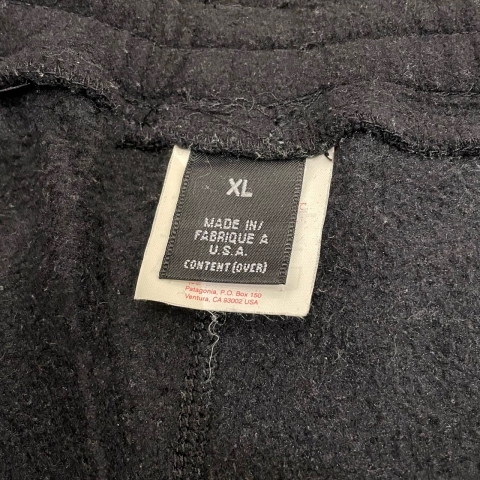 XL
MADE IN/
FABRIQUE A
U.S.A.
CONTENT (OVER)
Patagonia, P.O. Box 150
Ventura, CA 93002 USA